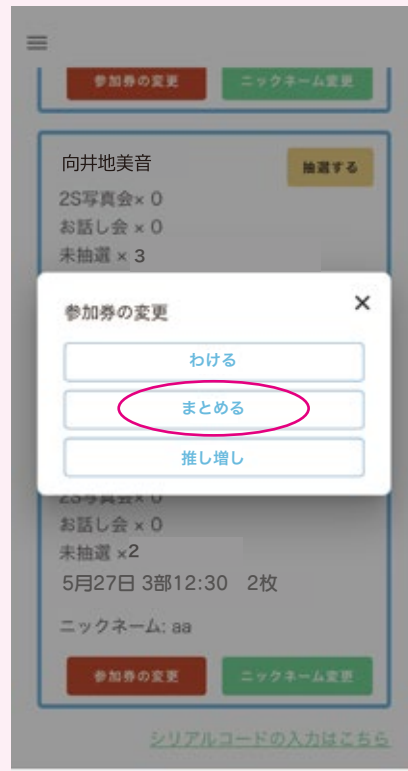 参加券の変更 ニックネーム変更
向井地美音 抽選する
2S写真会× 0
お話し会 × 0
未抽選 × 3
参加券の変更 ×
わける
まとめる
推し増し
2S写真会× 0
お話し会 × 0
未抽選 ×2
5月27日 3部12:30 2枚
ニックネーム: aa
参加券の変更 ニックネーム変更
シリアルコードの入力はこちら